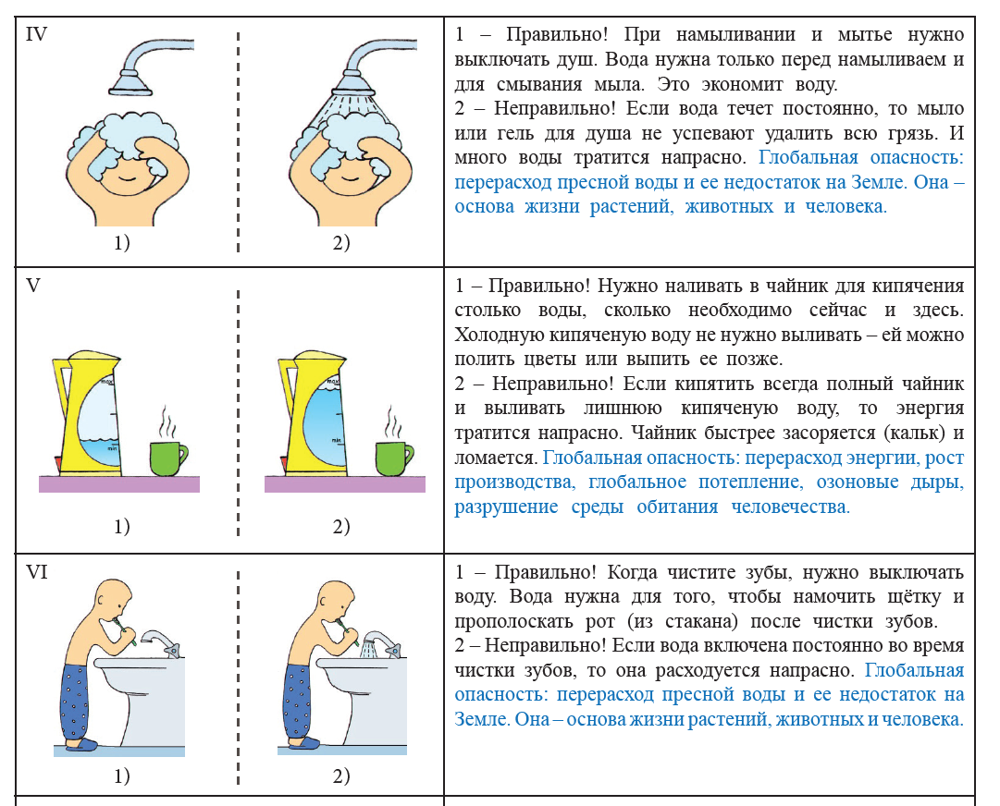 IV
1)
2)
1 – Правильно! При намыливании и мытье нужно
выключать душ. Вода нужна только перед намыливаем и
для смывания мыла. Это экономит воду.
2 – Неправильно! Если вода течет постоянно, то мыло
или гель для душа не успевают удалить всю грязь. И
много воды тратится напрасно. Глобальная опасность:
перерасход пресной воды и ее недостаток на Земле. Она –
основа жизни растений, животных и человека.
V
max
min
max
min
1)
2)
1 – Правильно! Нужно наливать в чайник для кипячения
столько воды, сколько необходимо сейчас и здесь.
Холодную кипяченую воду не нужно выливать – ей можно
полить цветы или выпить ее позже.
2 – Неправильно! Если кипятить всегда полный чайник
и выливать лишнюю кипяченую воду, то энергия
тратится напрасно. Чайник быстрее засоряется (кальк) и
ломается. Глобальная опасность: перерасход энергии, рост
производства, глобальное потепление, озоновые дыры,
разрушение среды обитания человечества.
VI
1)
2)
1 – Правильно! Когда чистите зубы, нужно выключать
воду. Вода нужна для того, чтобы намочить щётку и
прополоскать рот (из стакана) после чистки зубов.
2 – Неправильно! Если вода включена постоянно во время
чистки зубов, то она расходуется напрасно. Глобальная
опасность: перерасход пресной воды и ее недостаток на
Земле. Она – основа жизни растений, животных и человека.